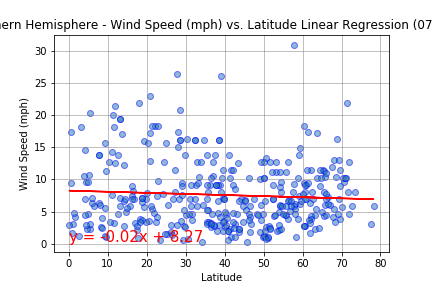 ern Hemisphere - Wind Speed (mph) vs. Latitude Linear Regression (07
Wind Speed (mph)
30
25
20
15
10
5
0
y = -0.02x + 8.27
0 10 20 30 40 50 60 70 80
Latitude